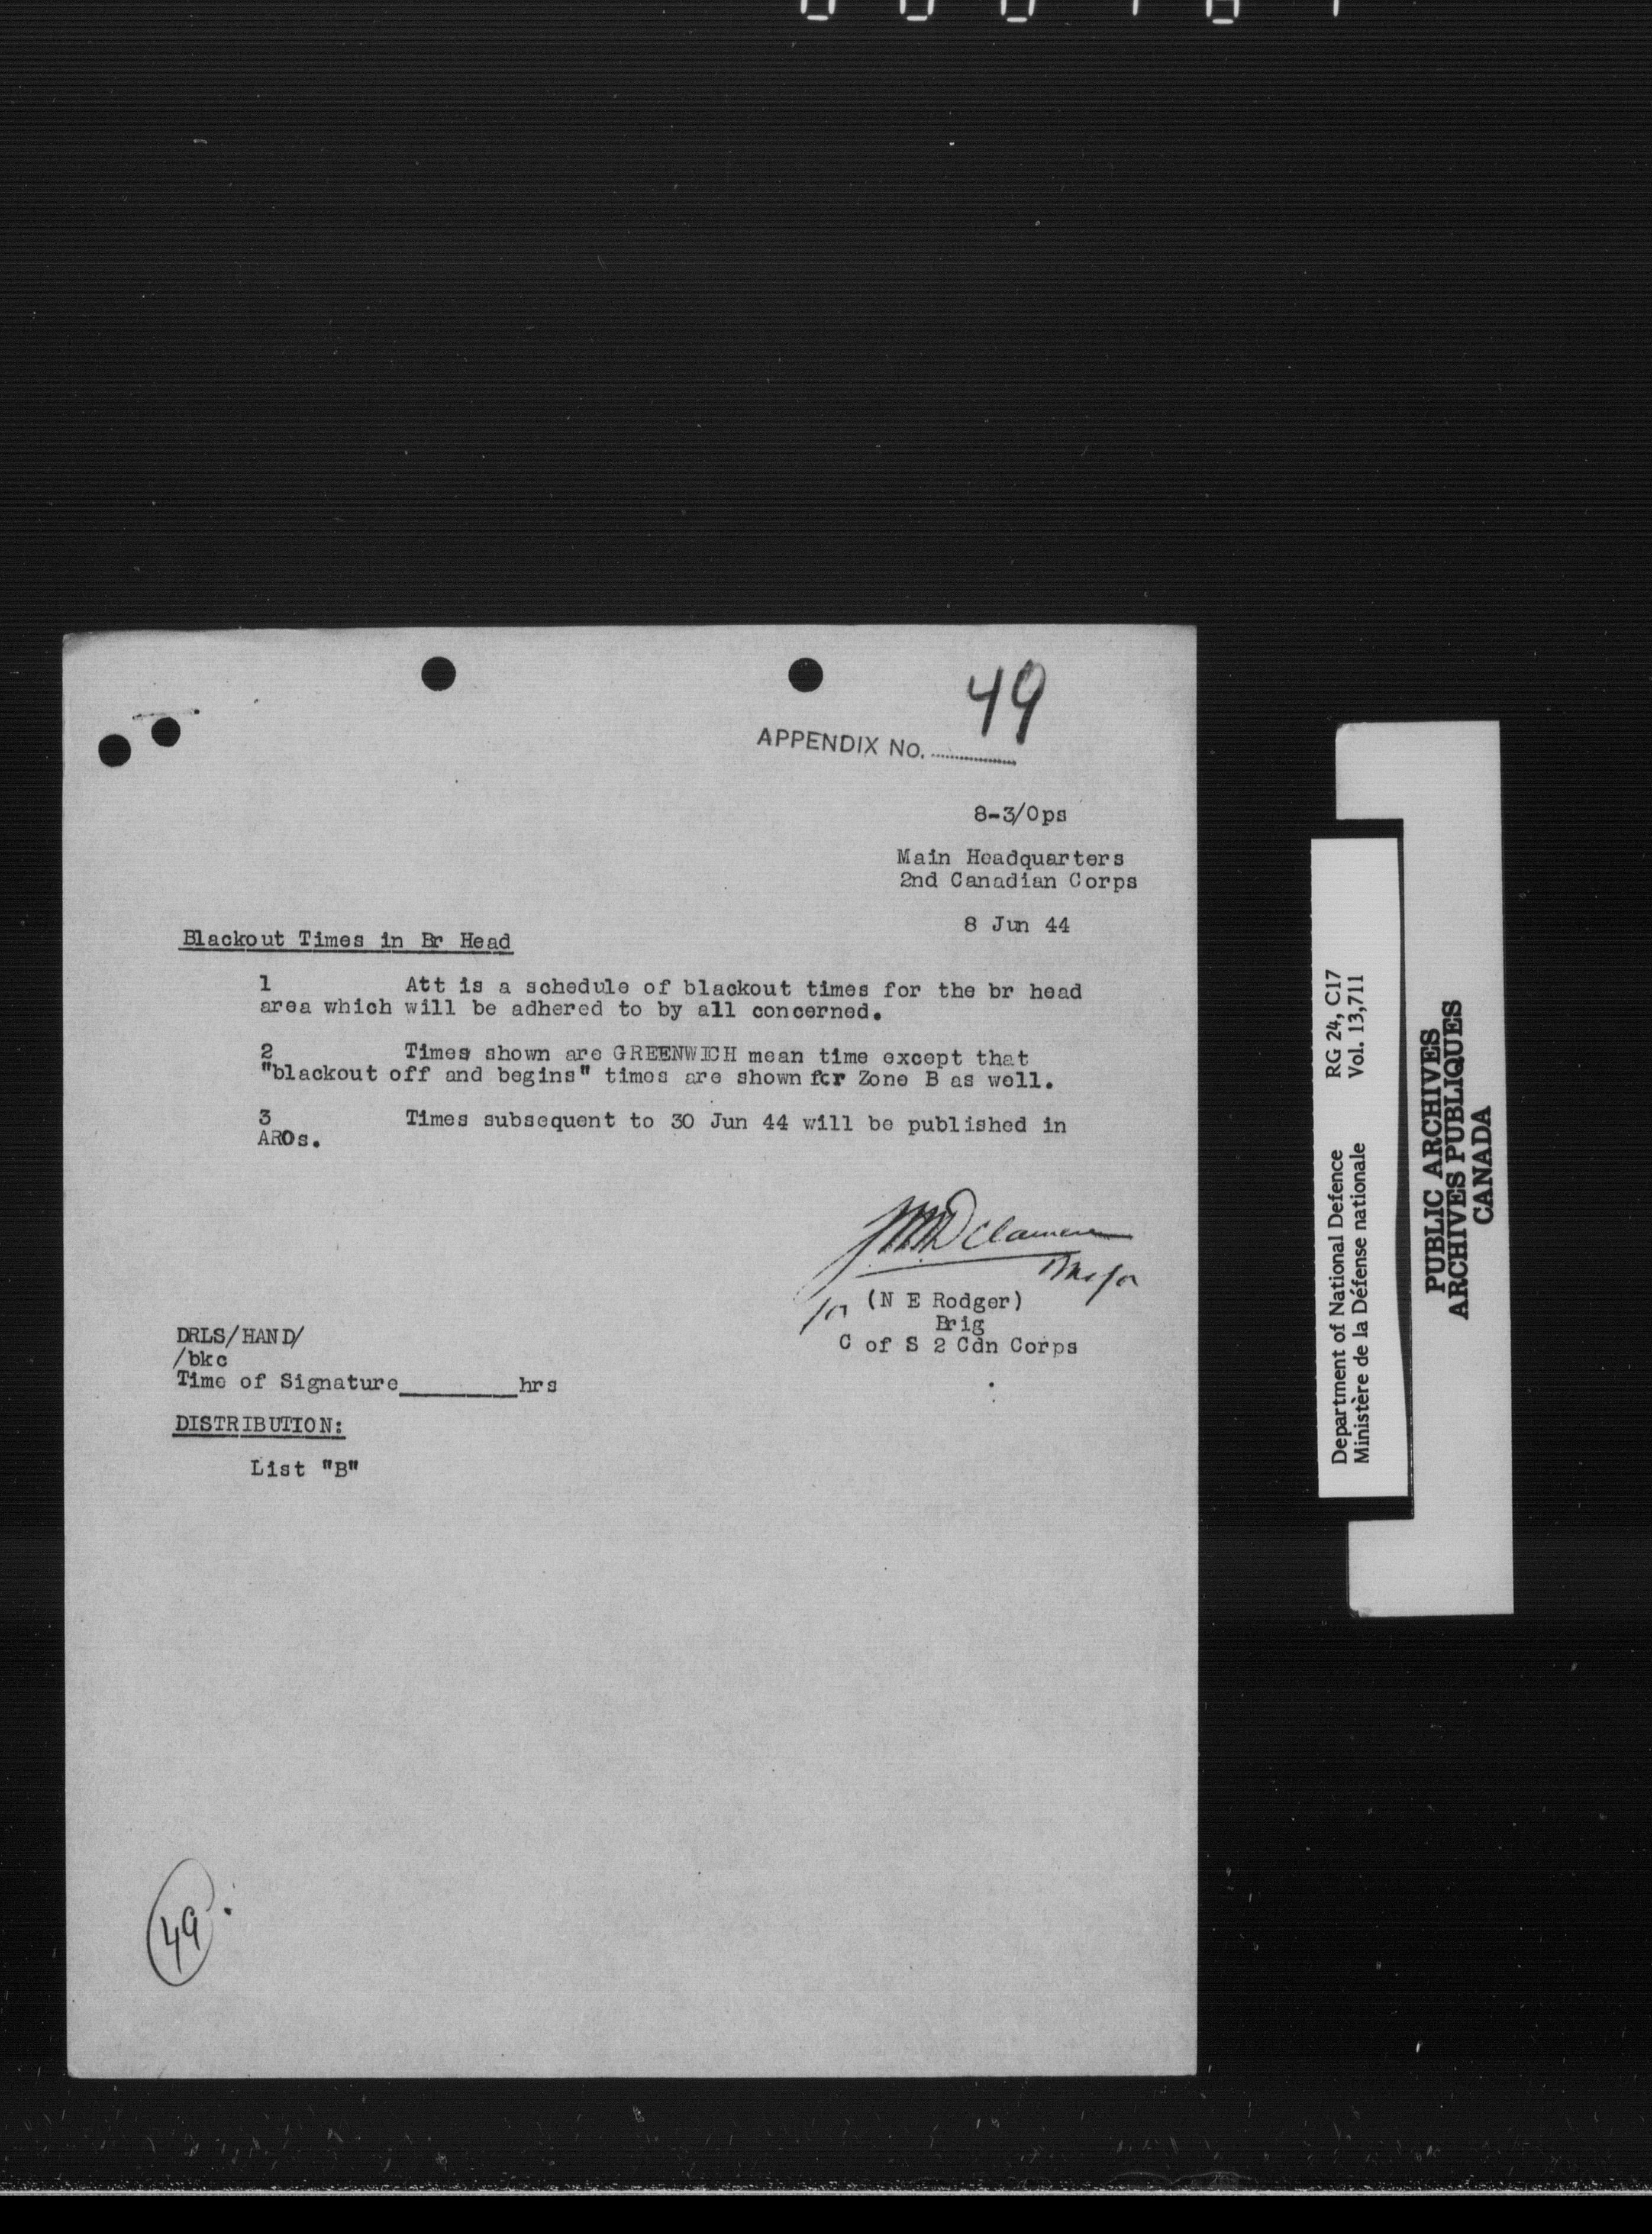 49
APPENDIX No.
8-3/Ops
Main Headquarters
2nd Canadian Corps
8 Jun 44
Blackout Times in Br Head
1 Att is a schedule of blackout times for the br head
area which will be adhered to by all concerned.
2 Times shown are GREENWICH mean time except that
"blackout off and begins" times are shown for Zone B as well.
3 Times subsequent to 30 Jun 44 will be published in
AROs.
Major
for (N E Rodger)
Brig
C of S 2 Cdn Corps
DRLS/HAND/
/bkc
Time of Signature________hrs
DISTRIBUTION:
List "B"
49
Department of National Defence RG 24, C17
Ministère de la Défense nationale Vol. 13,711
PUBLIC ARCHIVES
ARCHIVES PUBLIQUES
CANADA